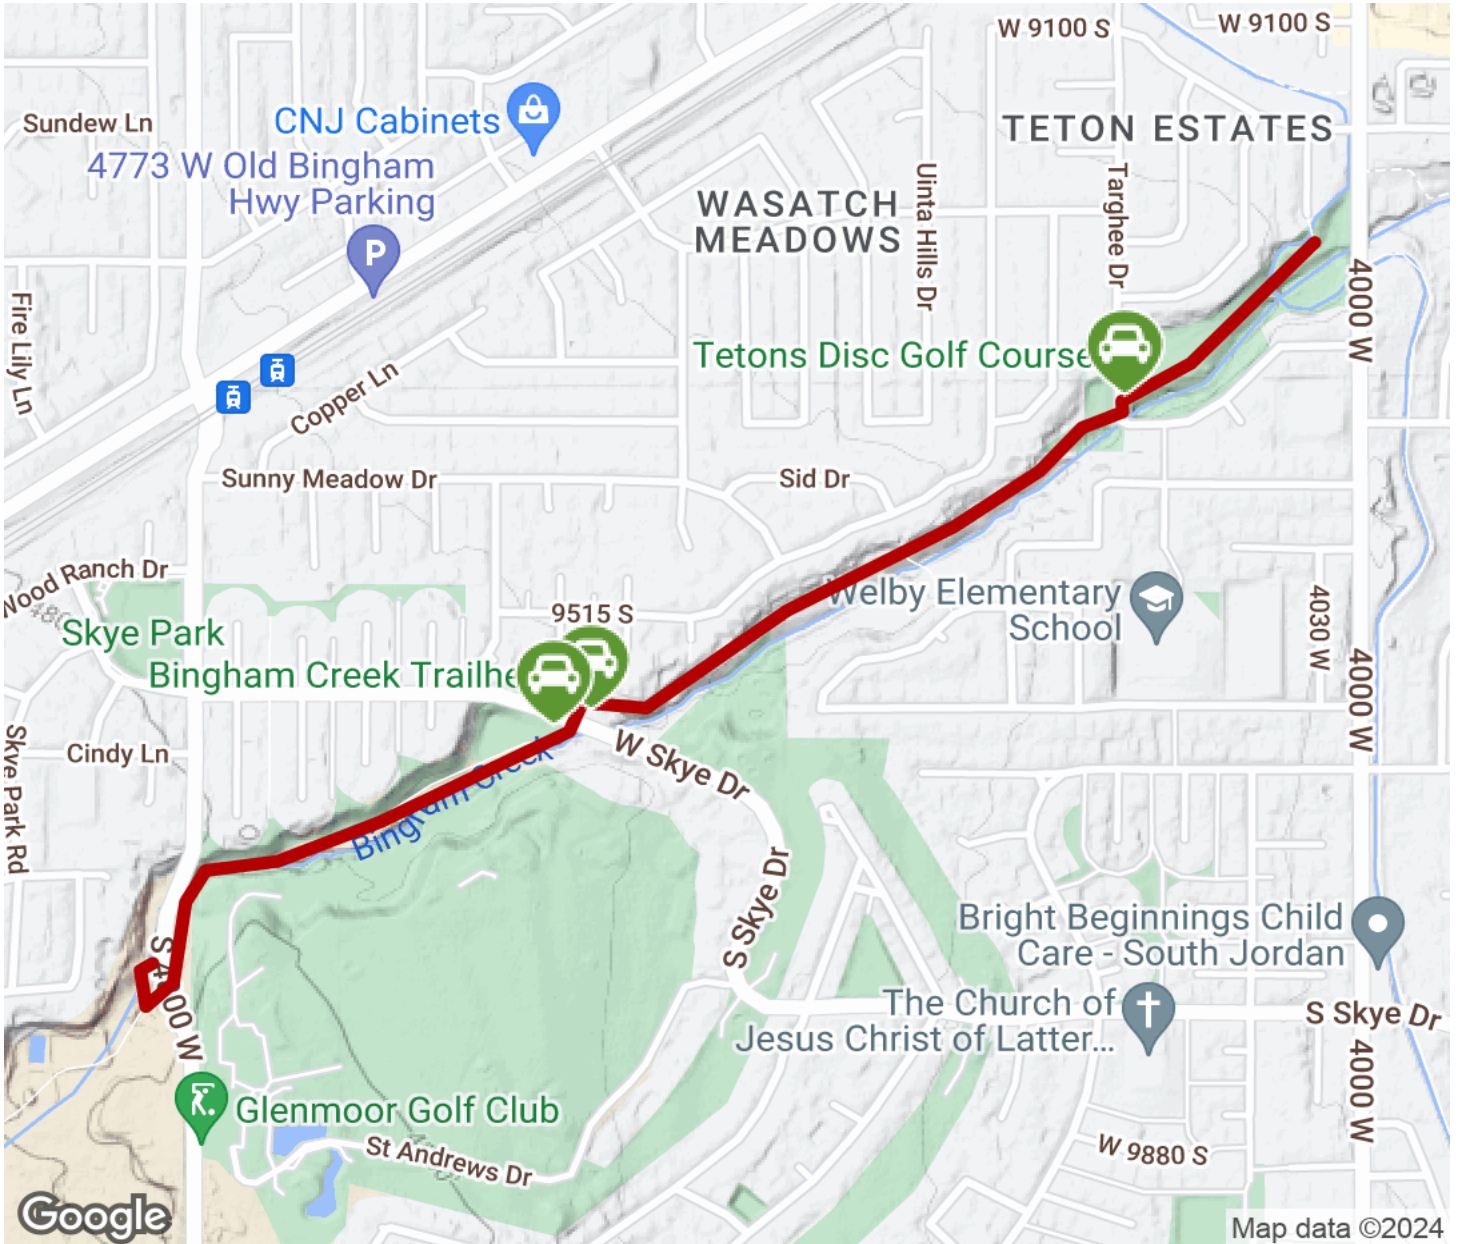 W 9100 S
W 9100 S
Sundew Ln
CNJ Cabinets
4773 W Old Bingham
Hwy Parking
P
TETON ESTATES
WASATCH
MEADOWS
Uinta Hills Dr
Targhee Dr
4000 W
Fire Lily Ln
Tetons Disc Golf Course
Copper Ln
Sunny Meadow Dr
Sid Dr
Wood Ranch Dr
9515 S
Welby Elementary
School
4030 W
Skye Park
Bingham Creek Trailhe
4000 W
Skye Park Rd
Cindy Ln
W Skye Dr
Bingham Creek
S Skye Dr
Bright Beginnings Child
Care - South Jordan
The Church of
Jesus Christ of Latter...
S Skye Dr
00 W
4000 W
Glenmoor Golf Club
St Andrews Dr
W 9880 S
Google
Map data ©2024